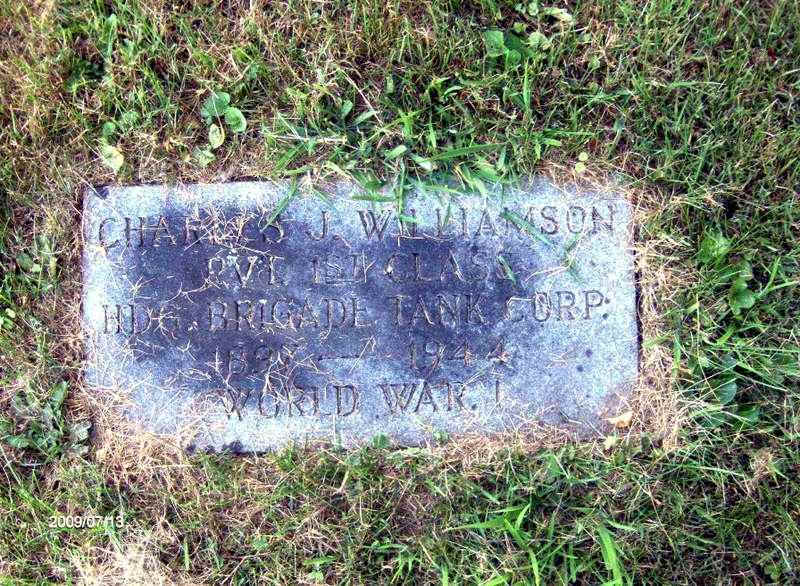 CHARLES J. WILLIAMSON
PVT. 1ST CLASS
HDQ. BRIGADE TANK CORP.
1944
WORLD WAR. I
2009/07/13